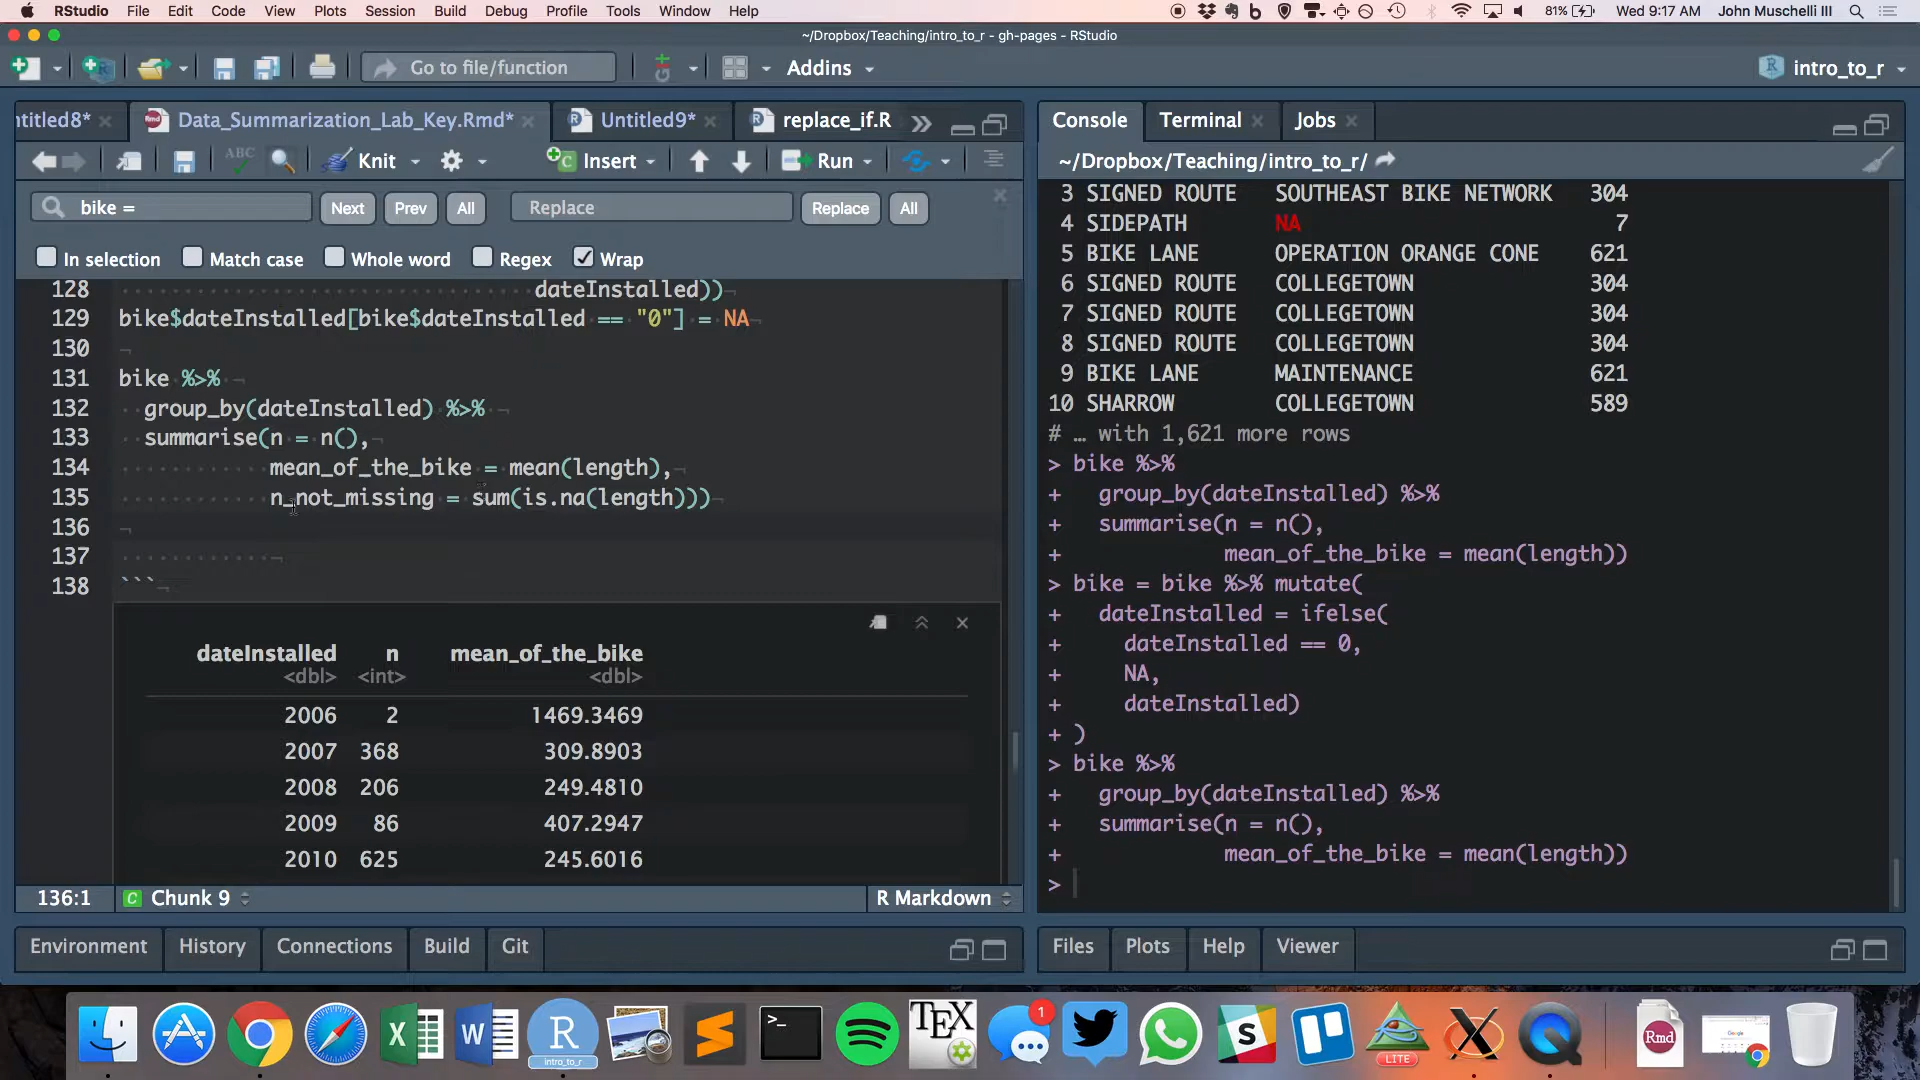 RStudio File Edit Code View Plots Session Build Debug Profile Tools Window Help 81% Wed 9:17 AM John Muschelli III
~/Dropbox/Teaching/intro_to_r - gh-pages - RStudio
Go to file/function Addins intro_to_r
ntitled8* Data_Summarization_Lab_Key.Rmd* Untitled9* replace_if.R
ABC Knit Insert Run
bike = Next Prev All Replace Replace All
In selection Match case Whole word Regex Wrap
128 dateInstalled))
129 bike$dateInstalled[bike$dateInstalled == "0"] = NA
130
131 bike %>%
132 group_by(dateInstalled) %>%
133 summarise(n = n(),
134 mean_of_the_bike = mean(length),
135 n_not_missing = sum(is.na(length)))
136
137
138 ```
dateInstalled n mean_of_the_bike
<dbl> <int> <dbl>
2006 2 1469.3469
2007 368 309.8903
2008 206 249.4810
2009 86 407.2947
2010 625 245.6016
136:1 Chunk 9 R Markdown
Environment History Connections Build Git
Console Terminal Jobs
~/Dropbox/Teaching/intro_to_r/
3 SIGNED ROUTE SOUTHEAST BIKE NETWORK 304
4 SIDEPATH NA 7
5 BIKE LANE OPERATION ORANGE CONE 621
6 SIGNED ROUTE COLLEGETOWN 304
7 SIGNED ROUTE COLLEGETOWN 304
8 SIGNED ROUTE COLLEGETOWN 304
9 BIKE LANE MAINTENANCE 621
10 SHARROW COLLEGETOWN 589
# … with 1,621 more rows
> bike %>%
+ group_by(dateInstalled) %>%
+ summarise(n = n(),
+ mean_of_the_bike = mean(length))
> bike = bike %>% mutate(
+ dateInstalled = ifelse(
+ dateInstalled == 0,
+ NA,
+ dateInstalled)
+ )
> bike %>%
+ group_by(dateInstalled) %>%
+ summarise(n = n(),
+ mean_of_the_bike = mean(length))
>
Files Plots Help Viewer
X W R intro_to_r S >_ TEX 1 S LITE X Rmd Google